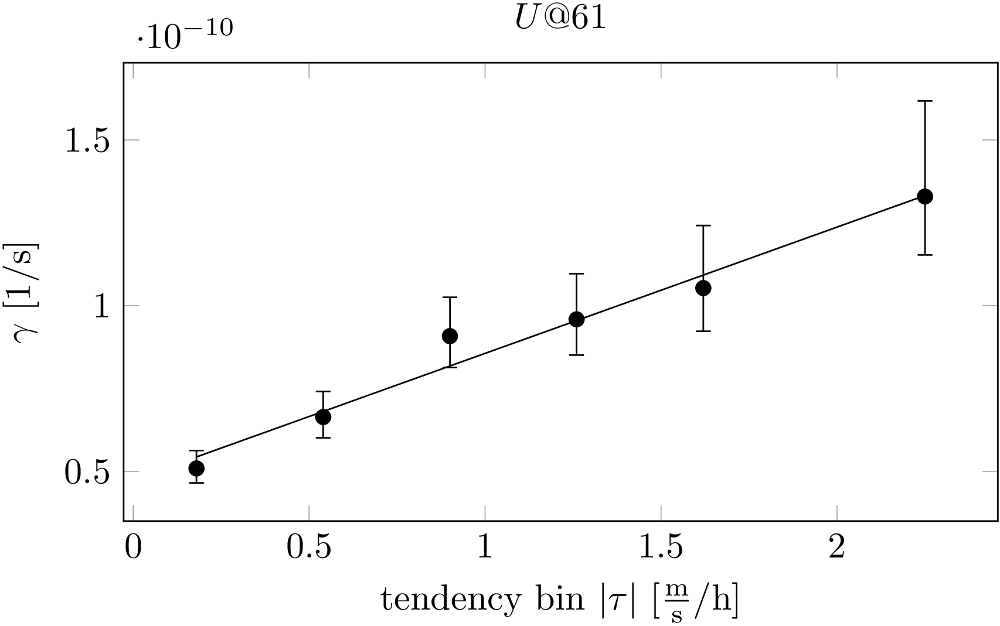 U@61
·10⁻¹⁰
γ [1/s]
1.5
1
0.5
0 0.5 1 1.5 2
tendency bin |τ| [m/s/h]